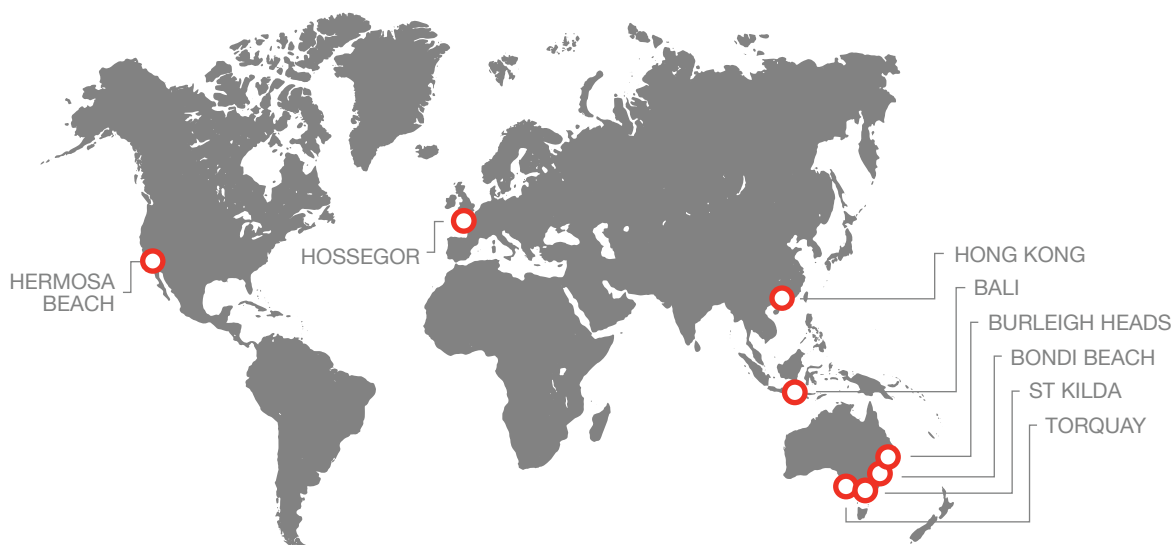 HOSSEGOR
HERMOSA
BEACH
HONG KONG
BALI
BURLEIGH HEADS
BONDI BEACH
ST KILDA
TORQUAY